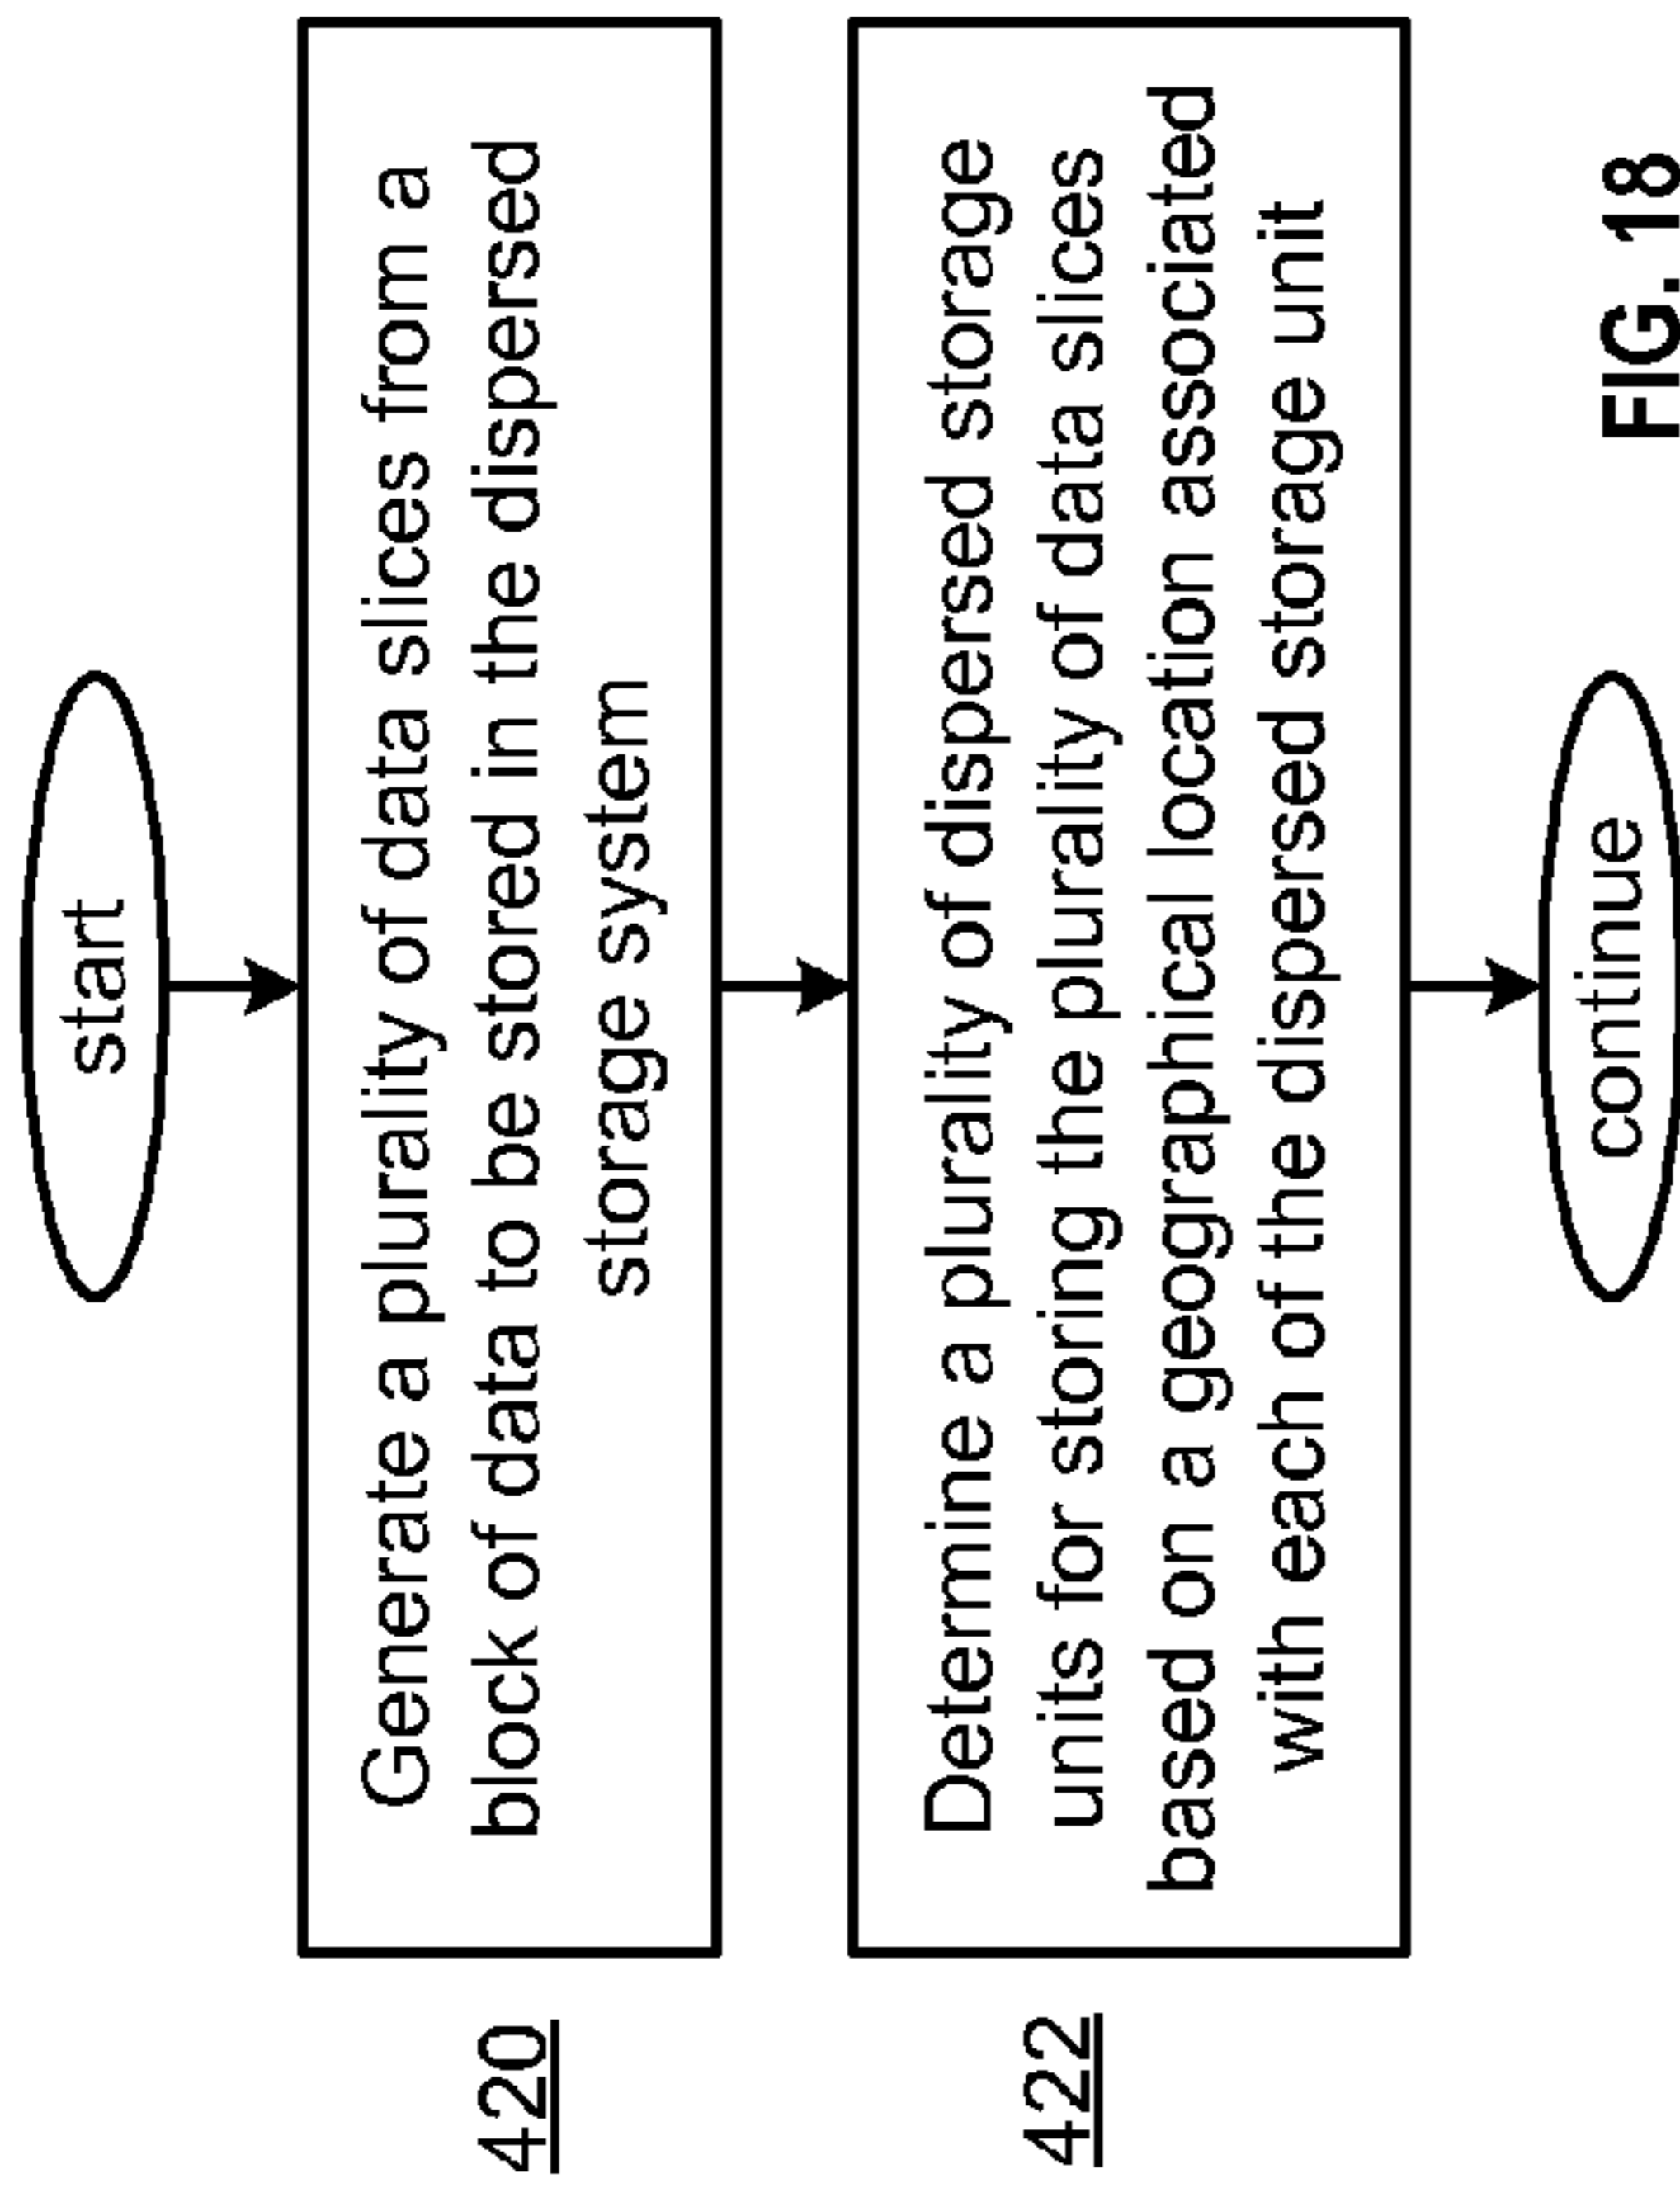 start
420
Generate a plurality of data slices from a
block of data to be stored in the dispersed
storage system
422
Determine a plurality of dispersed storage
units for storing the plurality of data slices
based on a geographical location associated
with each of the dispersed storage unit
continue
FIG. 18